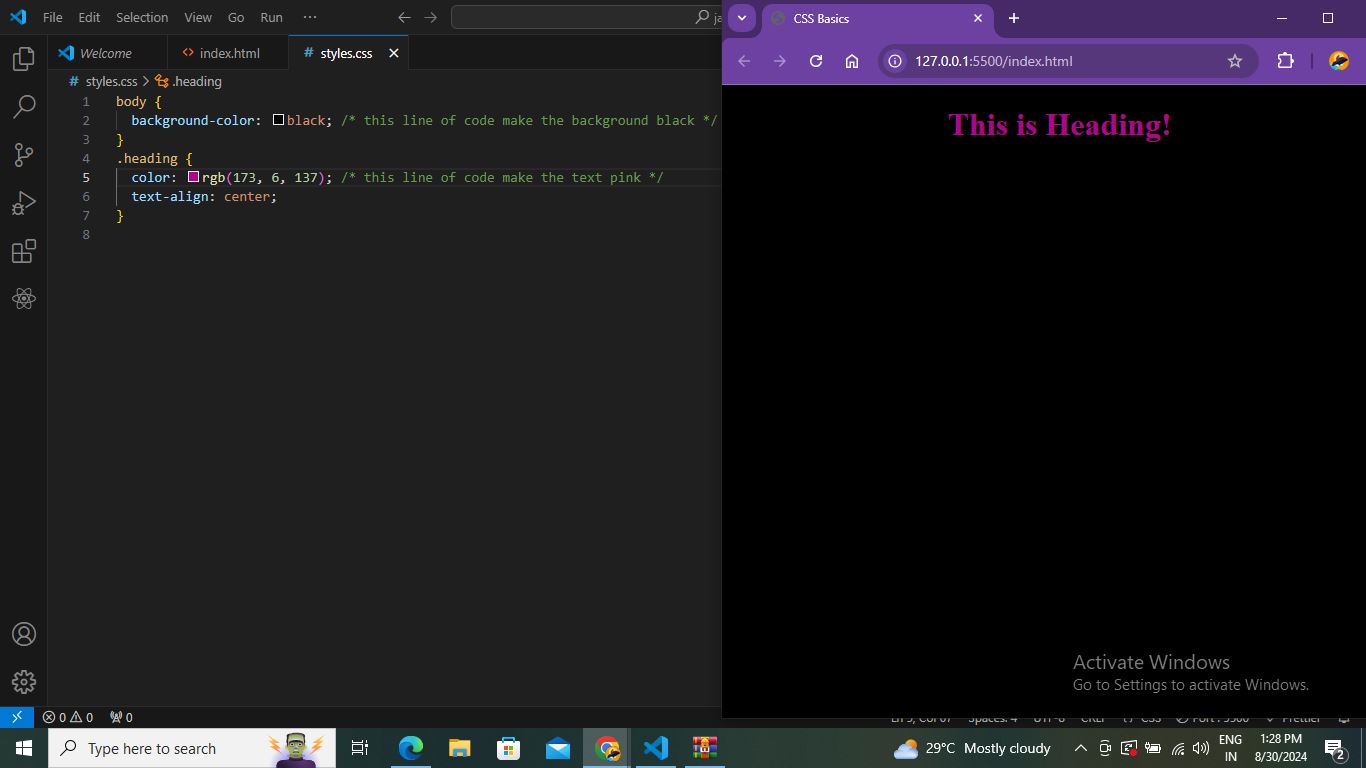 File Edit Selection View Go Run ··· ja
Welcome index.html styles.css
styles.css > .heading
1 body {
2 background-color: black; /* this line of code make the background black */
3 }
4 .heading {
5 color: rgb(173, 6, 137); /* this line of code make the text pink */
6 text-align: center;
7 }
8
0 0 0
CSS Basics
127.0.0.1:5500/index.html
This is Heading!
Activate Windows
Go to Settings to activate Windows.
Type here to search
29°C Mostly cloudy
ENG
IN
1:28 PM
8/30/2024
2